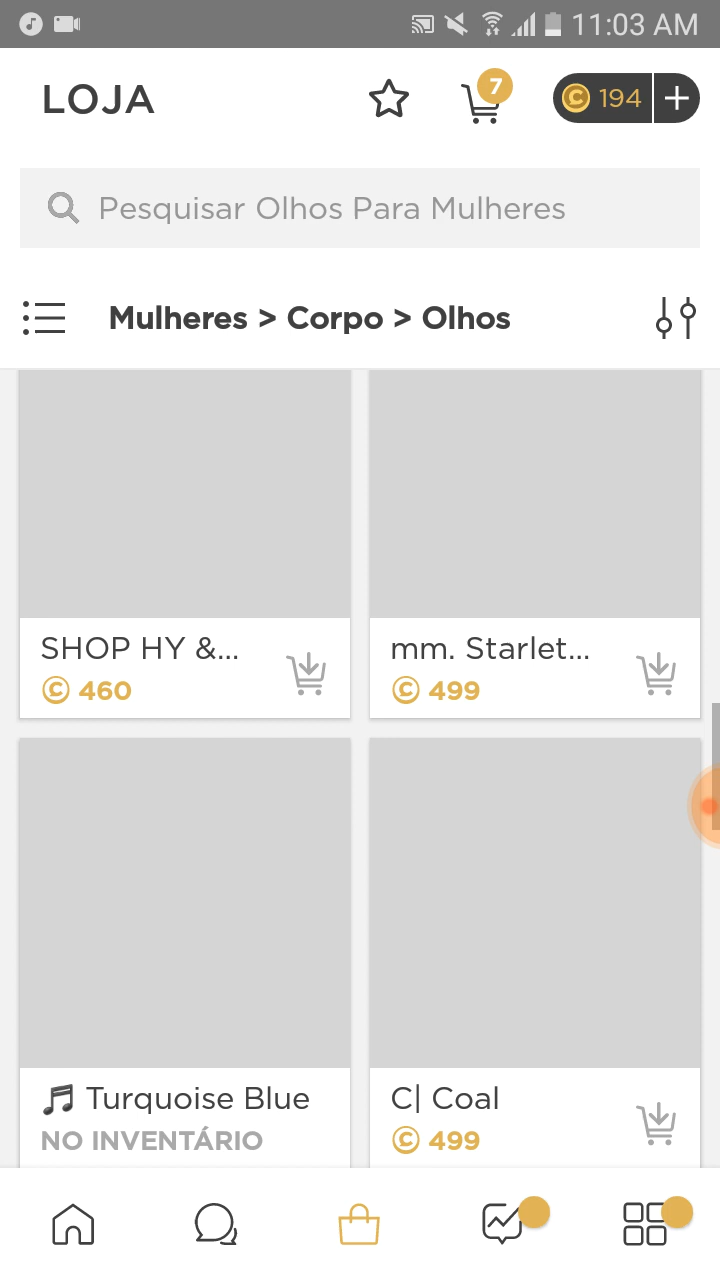 11:03 AM
LOJA
7
194
Pesquisar Olhos Para Mulheres
Mulheres > Corpo > Olhos
SHOP HY &...
460
mm. Starlet...
499
Turquoise Blue
NO INVENTÁRIO
C| Coal
499